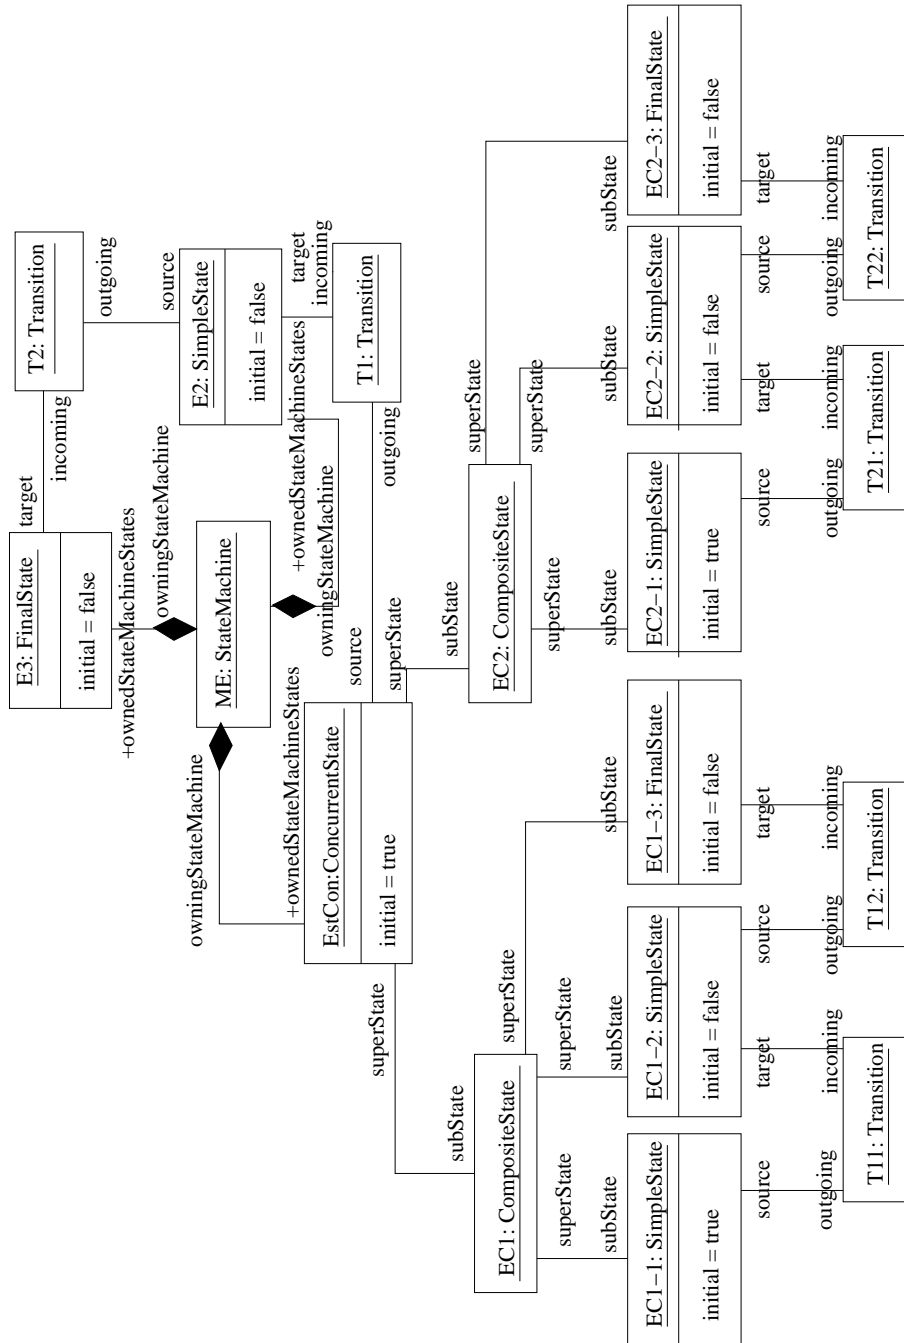 E3: FinalState
initial = false
target
incoming
T2: Transition
outgoing
source
E2: SimpleState
initial = false
target
incoming
T1: Transition
outgoing
source
+ownedStateMachineStates
owningStateMachine
ME: StateMachine
+ownedStateMachineStates
owningStateMachine
owningStateMachine
+ownedStateMachineStates
EstCon:ConcurrentState
initial = true
superState
subState
superState
subState
EC1: CompositeState
superState
subState
superState
subState
superState
subState
EC2: CompositeState
superState
subState
superState
subState
superState
subState
EC1−1: SimpleState
initial = true
EC1−2: SimpleState
initial = false
EC1−3: FinalState
initial = false
EC2−1: SimpleState
initial = true
EC2−2: SimpleState
initial = false
EC2−3: FinalState
initial = false
source
outgoing
target
incoming
source
outgoing
target
incoming
source
outgoing
target
incoming
source
outgoing
target
incoming
T11: Transition
T12: Transition
T21: Transition
T22: Transition